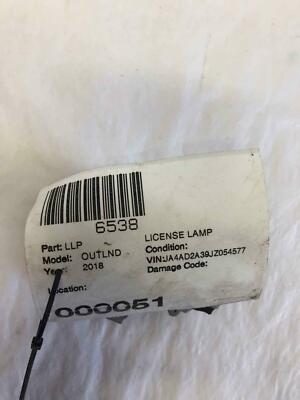 6538
Part: LLP LICENSE LAMP
Model: OUTLND Condition:
Year: 2018 VIN:JA4AD2A39JZ054577
Damage Code:
Location:
000051